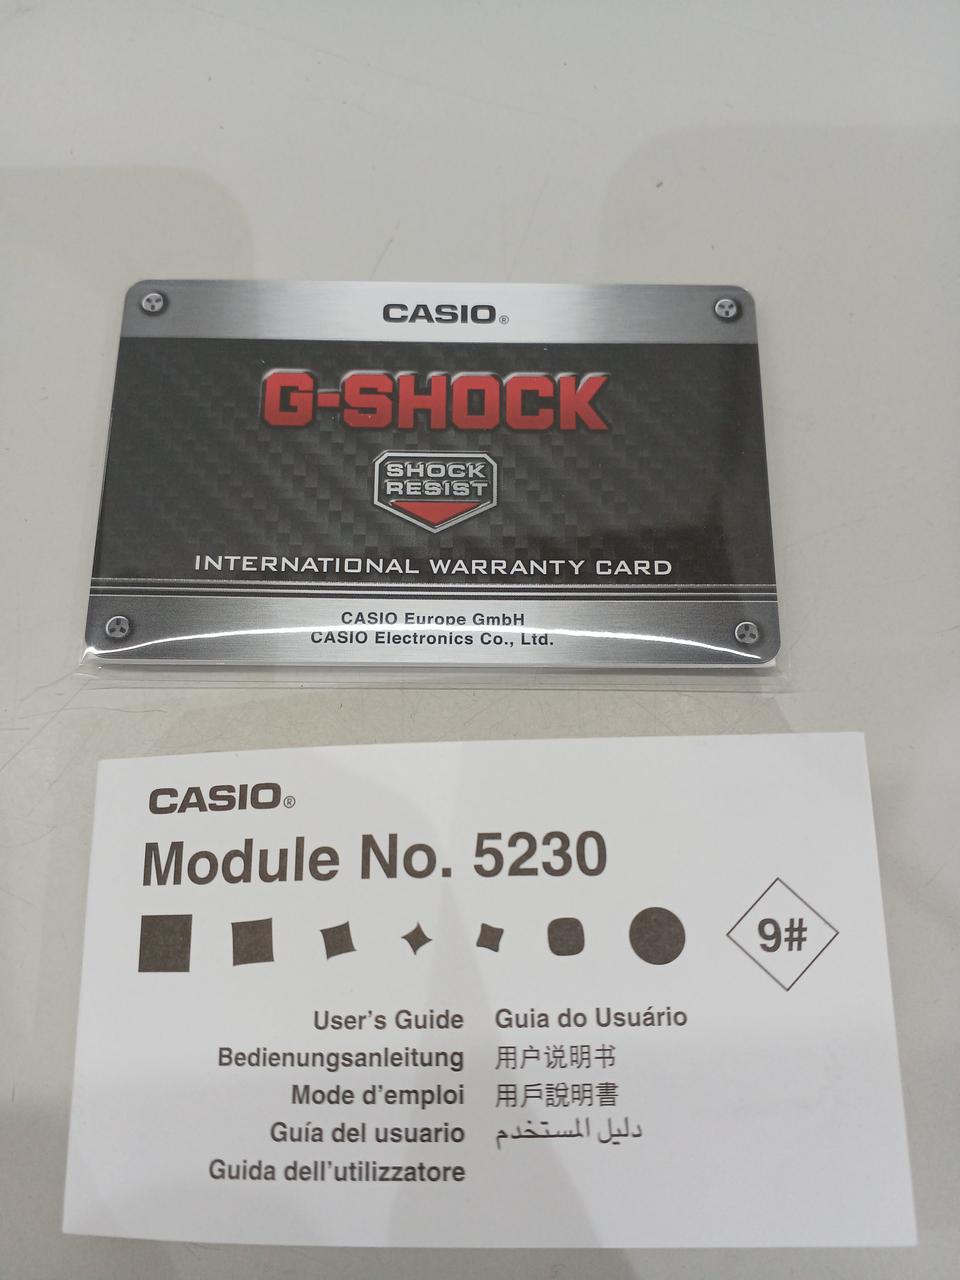 CASIO®
G-SHOCK
SHOCK
RESIST
INTERNATIONAL WARRANTY CARD
CASIO Europe GmbH
CASIO Electronics Co., Ltd.
CASIO®
Module No. 5230
9#
User's Guide
Bedienungsanleitung
Mode d'emploi
Guía del usuario
Guida dell'utilizzatore
Guia do Usuário
用户说明书
用戶說明書
دليل المستخدم